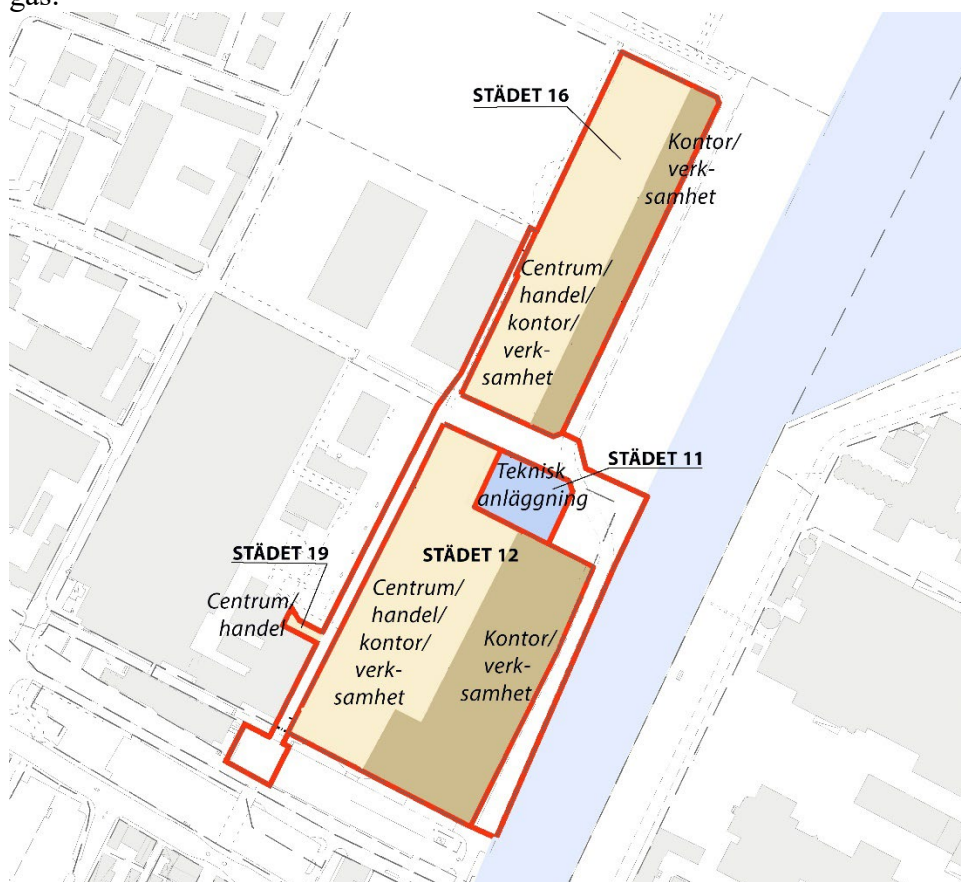 gas.
STÄDET 16
Kontor/
verk-
samhet
Centrum/
handel/
kontor/
verk-
samhet
STÄDET 11
Teknisk
anläggning
STÄDET 19
Centrum/
handel
STÄDET 12
Centrum/
handel/
kontor/
verk-
samhet
Kontor/
verk-
samhet